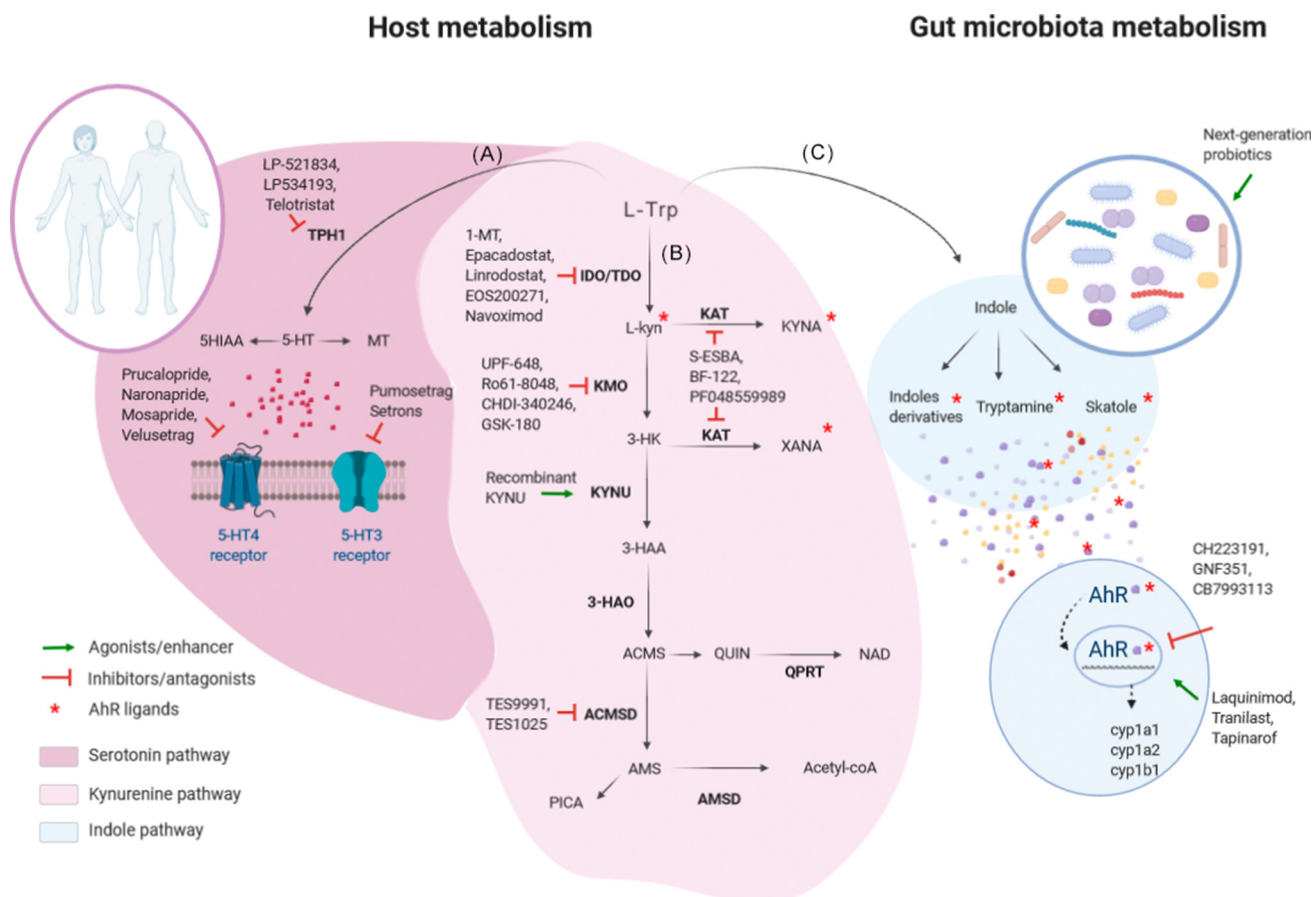 Host metabolism
Gut microbiota metabolism
(A)
(C)
Next-generation
probiotics
LP-521834,
LP534193,
Telotristat
TPH1
L-Trp
(B)
1-MT,
Epacadostat,
Linrodostat,
EOS200271,
Navoximod
IDO/TDO
L-kyn
*
KAT
KYNA
*
5HIAA
5-HT
MT
Prucalopride,
Naronapride,
Mosapride,
Velusetrag
Pumosetrag
Setrons
5-HT4
receptor
5-HT3
receptor
UPF-648,
Ro61-8048,
CHDI-340246,
GSK-180
KMO
S-ESBA,
BF-122,
PF048559989
3-HK
KAT
XANA
*
Recombinant
KYNU
KYNU
3-HAA
3-HAO
ACMS
QUIN
NAD
QPRT
TES9991,
TES1025
ACMSD
AMS
Acetyl-coA
PICA
AMSD
Indole
Indoles
derivatives
*
Tryptamine
*
Skatole
*
*
*
*
*
CH223191,
GNF351,
CB7993113
AhR
*
AhR
*
Laquinimod,
Tranilast,
Tapinarof
cyp1a1
cyp1a2
cyp1b1
Agonists/enhancer
Inhibitors/antagonists
* AhR ligands
Serotonin pathway
Kynurenine pathway
Indole pathway